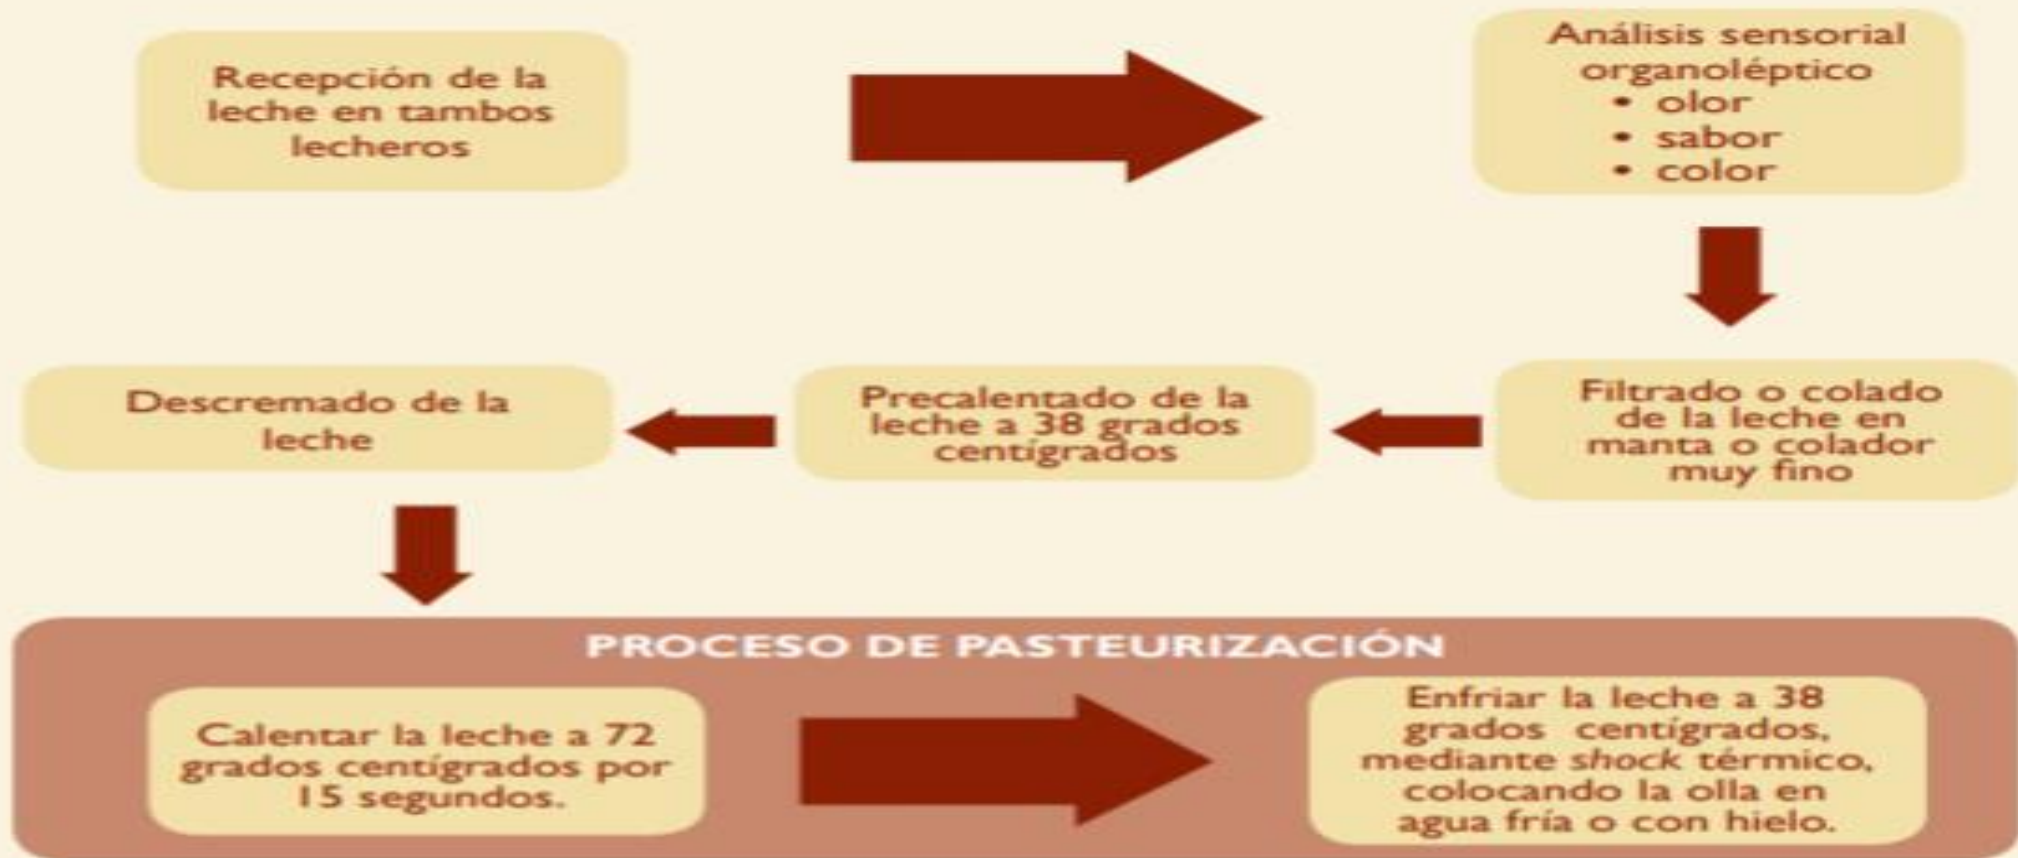 Recepción de la
leche en tambos
lecheros
Análisis sensorial
organoléptico
• olor
• sabor
• color
Filtrado o colado
de la leche en
manta o colador
muy fino
Precalentado de la
leche a 38 grados
centígrados
Descremado de la
leche
PROCESO DE PASTEURIZACIÓN
Calentar la leche a 72
grados centígrados por
15 segundos.
Enfriar la leche a 38
grados centígrados,
mediante shock térmico,
colocando la olla en
agua fría o con hielo.